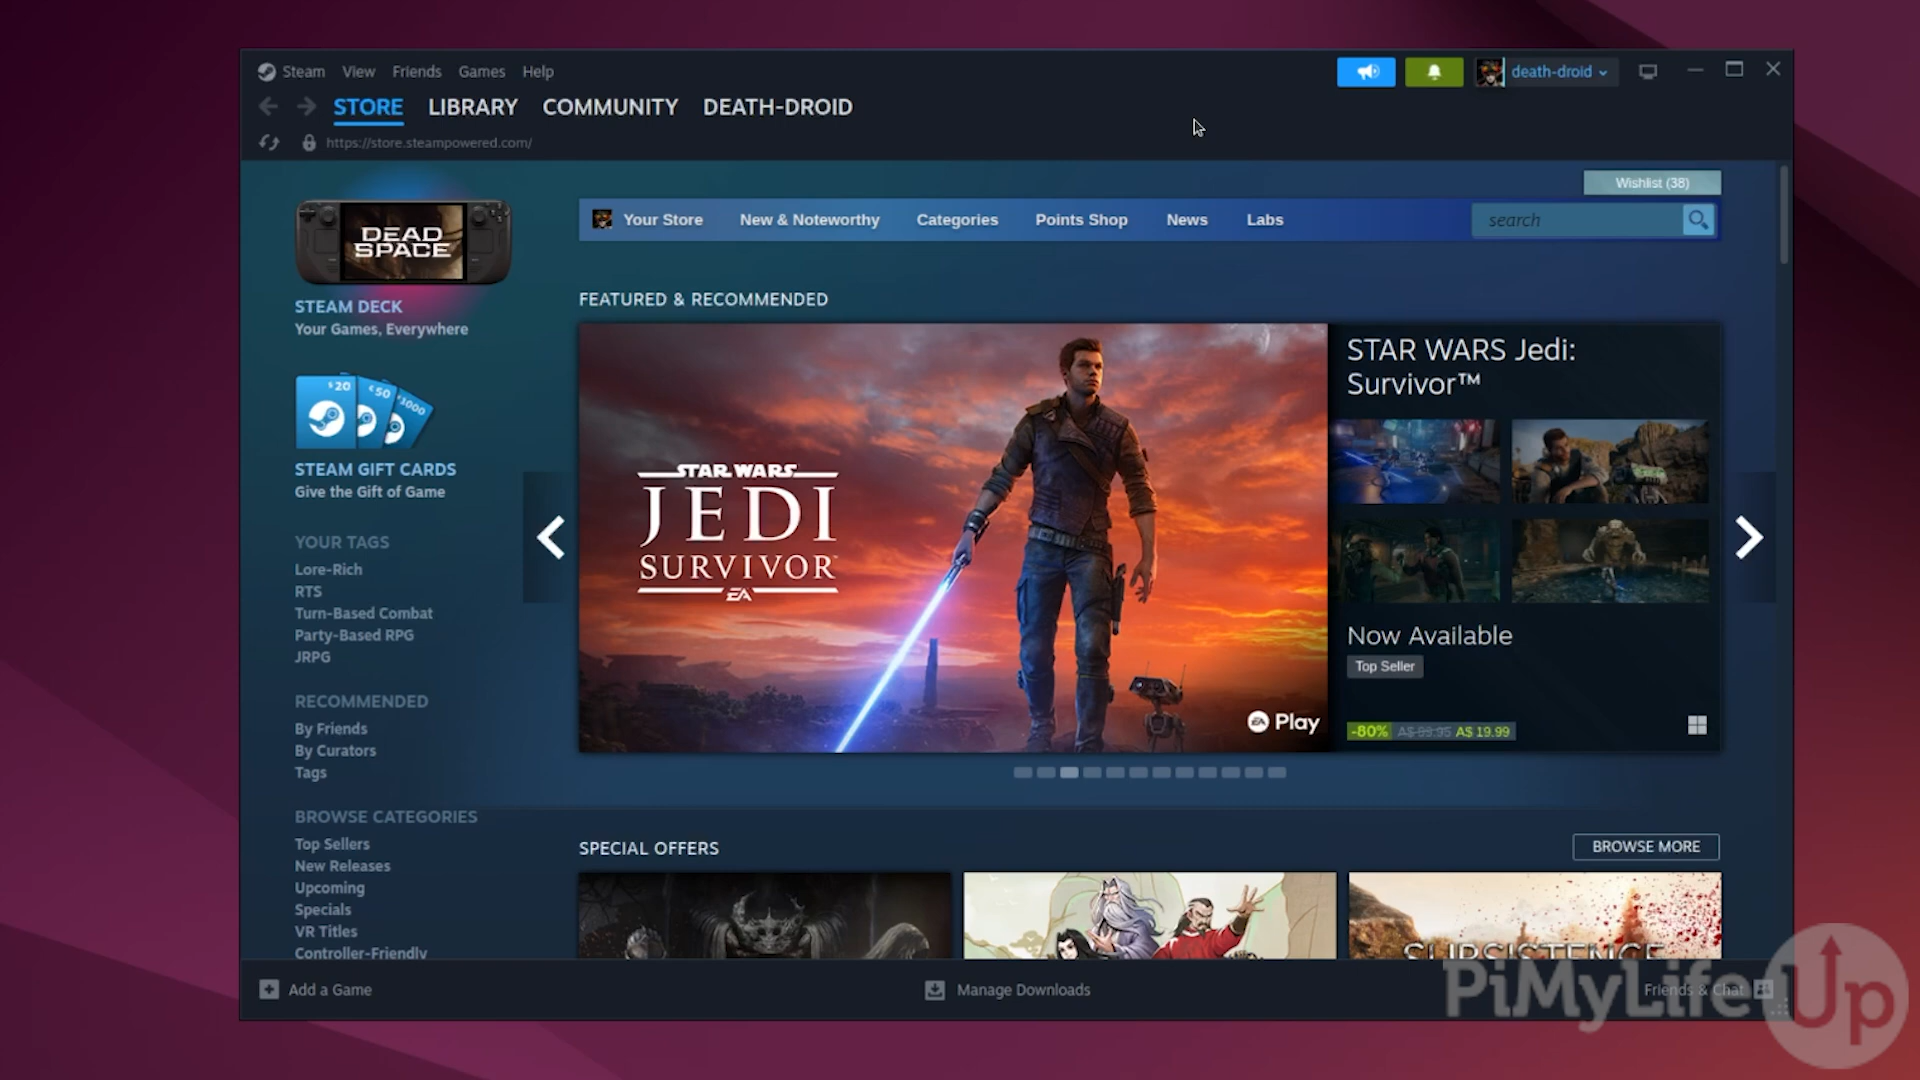 Steam View Friends Games Help
death-droid
STORE LIBRARY COMMUNITY DEATH-DROID
https://store.steampowered.com/
Wishlist (38)
Your Store New & Noteworthy Categories Points Shop News Labs
search
DEAD
SPACE
STEAM DECK
Your Games, Everywhere
$20 €50 1000
STEAM GIFT CARDS
Give the Gift of Game
YOUR TAGS
Lore-Rich
RTS
Turn-Based Combat
Party-Based RPG
JRPG
RECOMMENDED
By Friends
By Curators
Tags
BROWSE CATEGORIES
Top Sellers
New Releases
Upcoming
Specials
VR Titles
Controller-Friendly
FEATURED & RECOMMENDED
STAR WARS
JEDI
SURVIVOR
EA
EA Play
STAR WARS Jedi:
Survivor™
Now Available
Top Seller
-80% A$ 19.99
SPECIAL OFFERS
BROWSE MORE
SUBSISTENCE
Add a Game
Manage Downloads
Friends & Chat
PiMyLifeUp